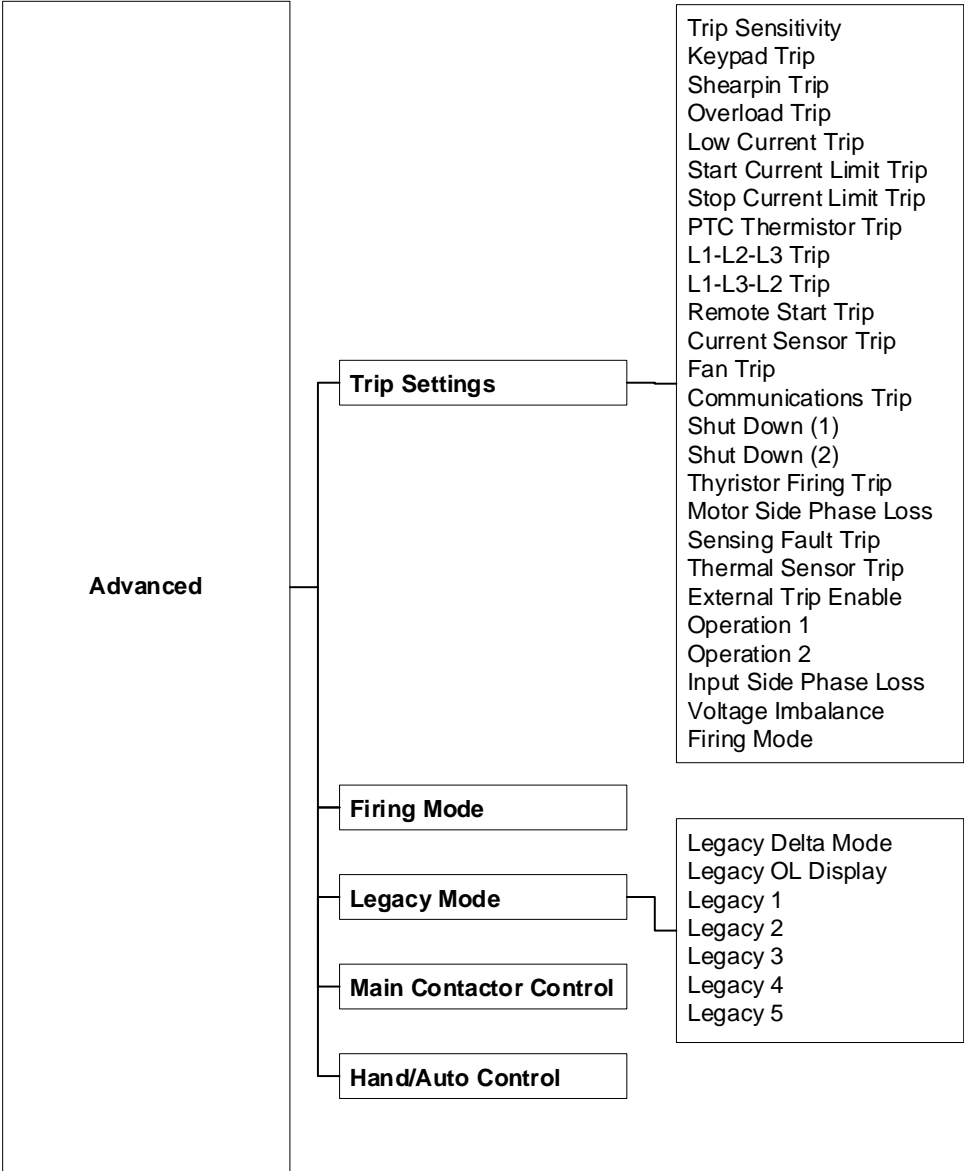 Advanced
Trip Settings
Trip Sensitivity
Keypad Trip
Shearpin Trip
Overload Trip
Low Current Trip
Start Current Limit Trip
Stop Current Limit Trip
PTC Thermistor Trip
L1-L2-L3 Trip
L1-L3-L2 Trip
Remote Start Trip
Current Sensor Trip
Fan Trip
Communications Trip
Shut Down (1)
Shut Down (2)
Thyristor Firing Trip
Motor Side Phase Loss
Sensing Fault Trip
Thermal Sensor Trip
External Trip Enable
Operation 1
Operation 2
Input Side Phase Loss
Voltage Imbalance
Firing Mode
Firing Mode
Legacy Mode
Legacy Delta Mode
Legacy OL Display
Legacy 1
Legacy 2
Legacy 3
Legacy 4
Legacy 5
Main Contactor Control
Hand/Auto Control